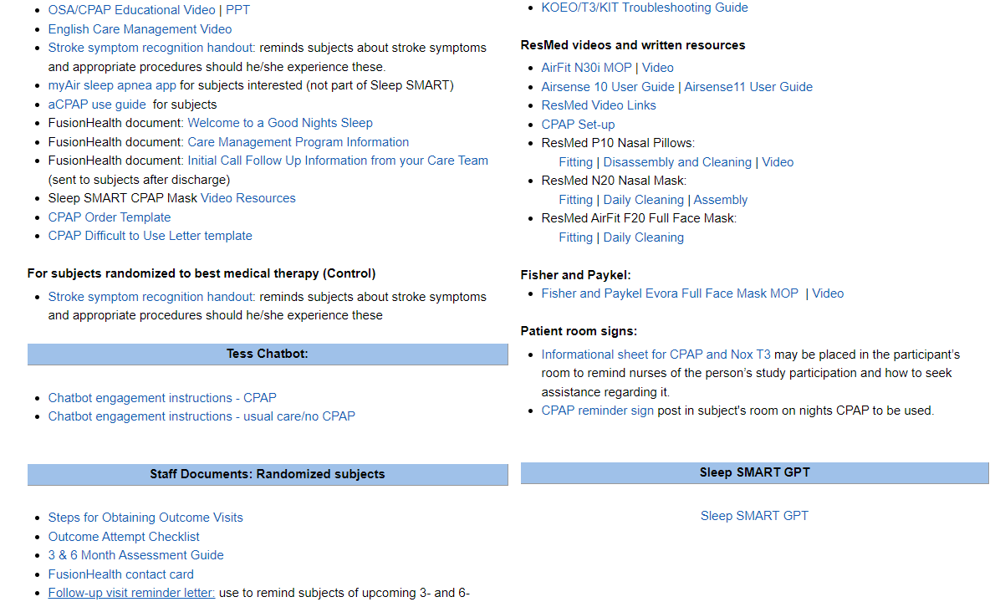 OSA/CPAP Educational Video | PPT
English Care Management Video
Stroke symptom recognition handout: reminds subjects about stroke symptoms
and appropriate procedures should he/she experience these.
myAir sleep apnea app for subjects interested (not part of Sleep SMART)
aCPAP use guide for subjects
FusionHealth document: Welcome to a Good Nights Sleep
FusionHealth document: Care Management Program Information
FusionHealth document: Initial Call Follow Up Information from your Care Team
(sent to subjects after discharge)
Sleep SMART CPAP Mask Video Resources
CPAP Order Template
CPAP Difficult to Use Letter template
For subjects randomized to best medical therapy (Control)
Stroke symptom recognition handout: reminds subjects about stroke symptoms
and appropriate procedures should he/she experience these
Tess Chatbot:
Chatbot engagement instructions - CPAP
Chatbot engagement instructions - usual care/no CPAP
Staff Documents: Randomized subjects
Steps for Obtaining Outcome Visits
Outcome Attempt Checklist
3 & 6 Month Assessment Guide
FusionHealth contact card
Follow-up visit reminder letter: use to remind subjects of upcoming 3- and 6-
KOEO/T3/KIT Troubleshooting Guide
ResMed videos and written resources
AirFit N30i MOP | Video
Airsense 10 User Guide | Airsense11 User Guide
ResMed Video Links
CPAP Set-up
ResMed P10 Nasal Pillows:
Fitting | Disassembly and Cleaning | Video
ResMed N20 Nasal Mask:
Fitting | Daily Cleaning | Assembly
ResMed AirFit F20 Full Face Mask:
Fitting | Daily Cleaning
Fisher and Paykel:
Fisher and Paykel Evora Full Face Mask MOP | Video
Patient room signs:
Informational sheet for CPAP and Nox T3 may be placed in the participant’s
room to remind nurses of the person’s study participation and how to seek
assistance regarding it.
CPAP reminder sign post in subject's room on nights CPAP to be used.
Sleep SMART GPT
Sleep SMART GPT